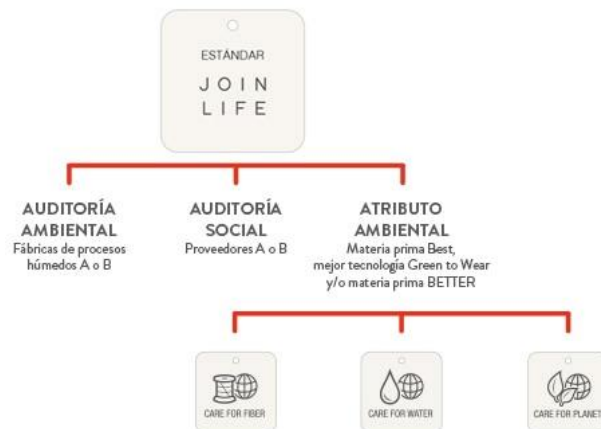 ESTÁNDAR
JOIN
LIFE
AUDITORÍA
AMBIENTAL
Fábricas de procesos
húmedos A o B
AUDITORÍA
SOCIAL
Proveedores A o B
ATRIBUTO
AMBIENTAL
Materia prima Best,
mejor tecnología Green to Wear
y/o materia prima BETTER
CARE FOR FIBER
CARE FOR WATER
CARE FOR PLANET